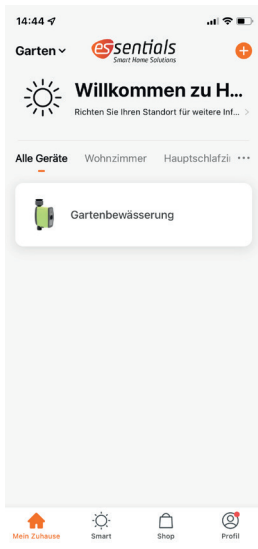 14:44
Garten
essentials
Smart Home Solutions
Willkommen zu H...
Richten Sie Ihren Standort für weitere Inf...
Alle Geräte Wohnzimmer Hauptschlafzi ...
Gartenbewässerung
Mein Zuhause Smart Shop Profil